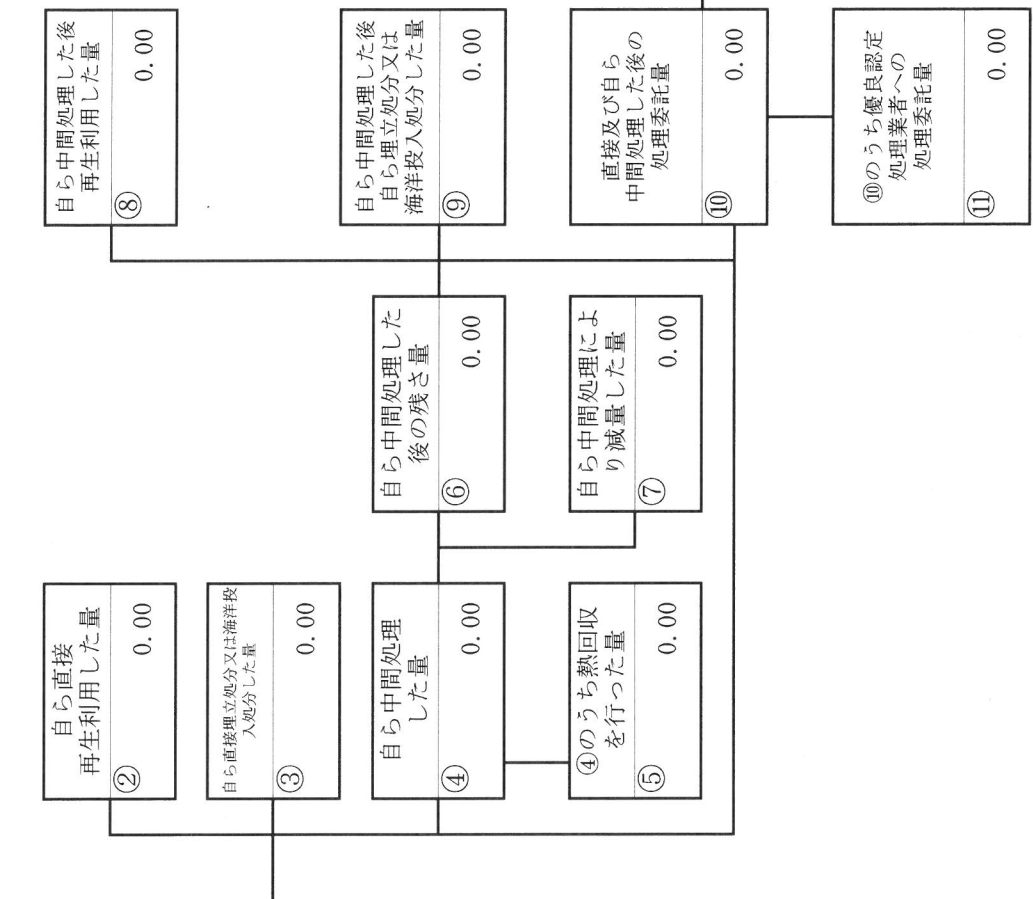 自ら直接
再生利用した量
② 0.00
自ら直接埋立処分又は海洋投
入処分した量
③ 0.00
自ら中間処理
した量
④ 0.00
④のうち熱回収
を行った量
⑤ 0.00
自ら中間処理した
後の残さ量
⑥ 0.00
自ら中間処理によ
り減量した量
⑦ 0.00
自ら中間処理した後
再生利用した量
⑧ 0.00
自ら中間処理した後
自ら埋立処分又は
海洋投入処分した量
⑨ 0.00
直接及び自ら
中間処理した後の
処理委託量
⑩ 0.00
⑩のうち優良認定
処理業者への
処理委託量
⑪ 0.00